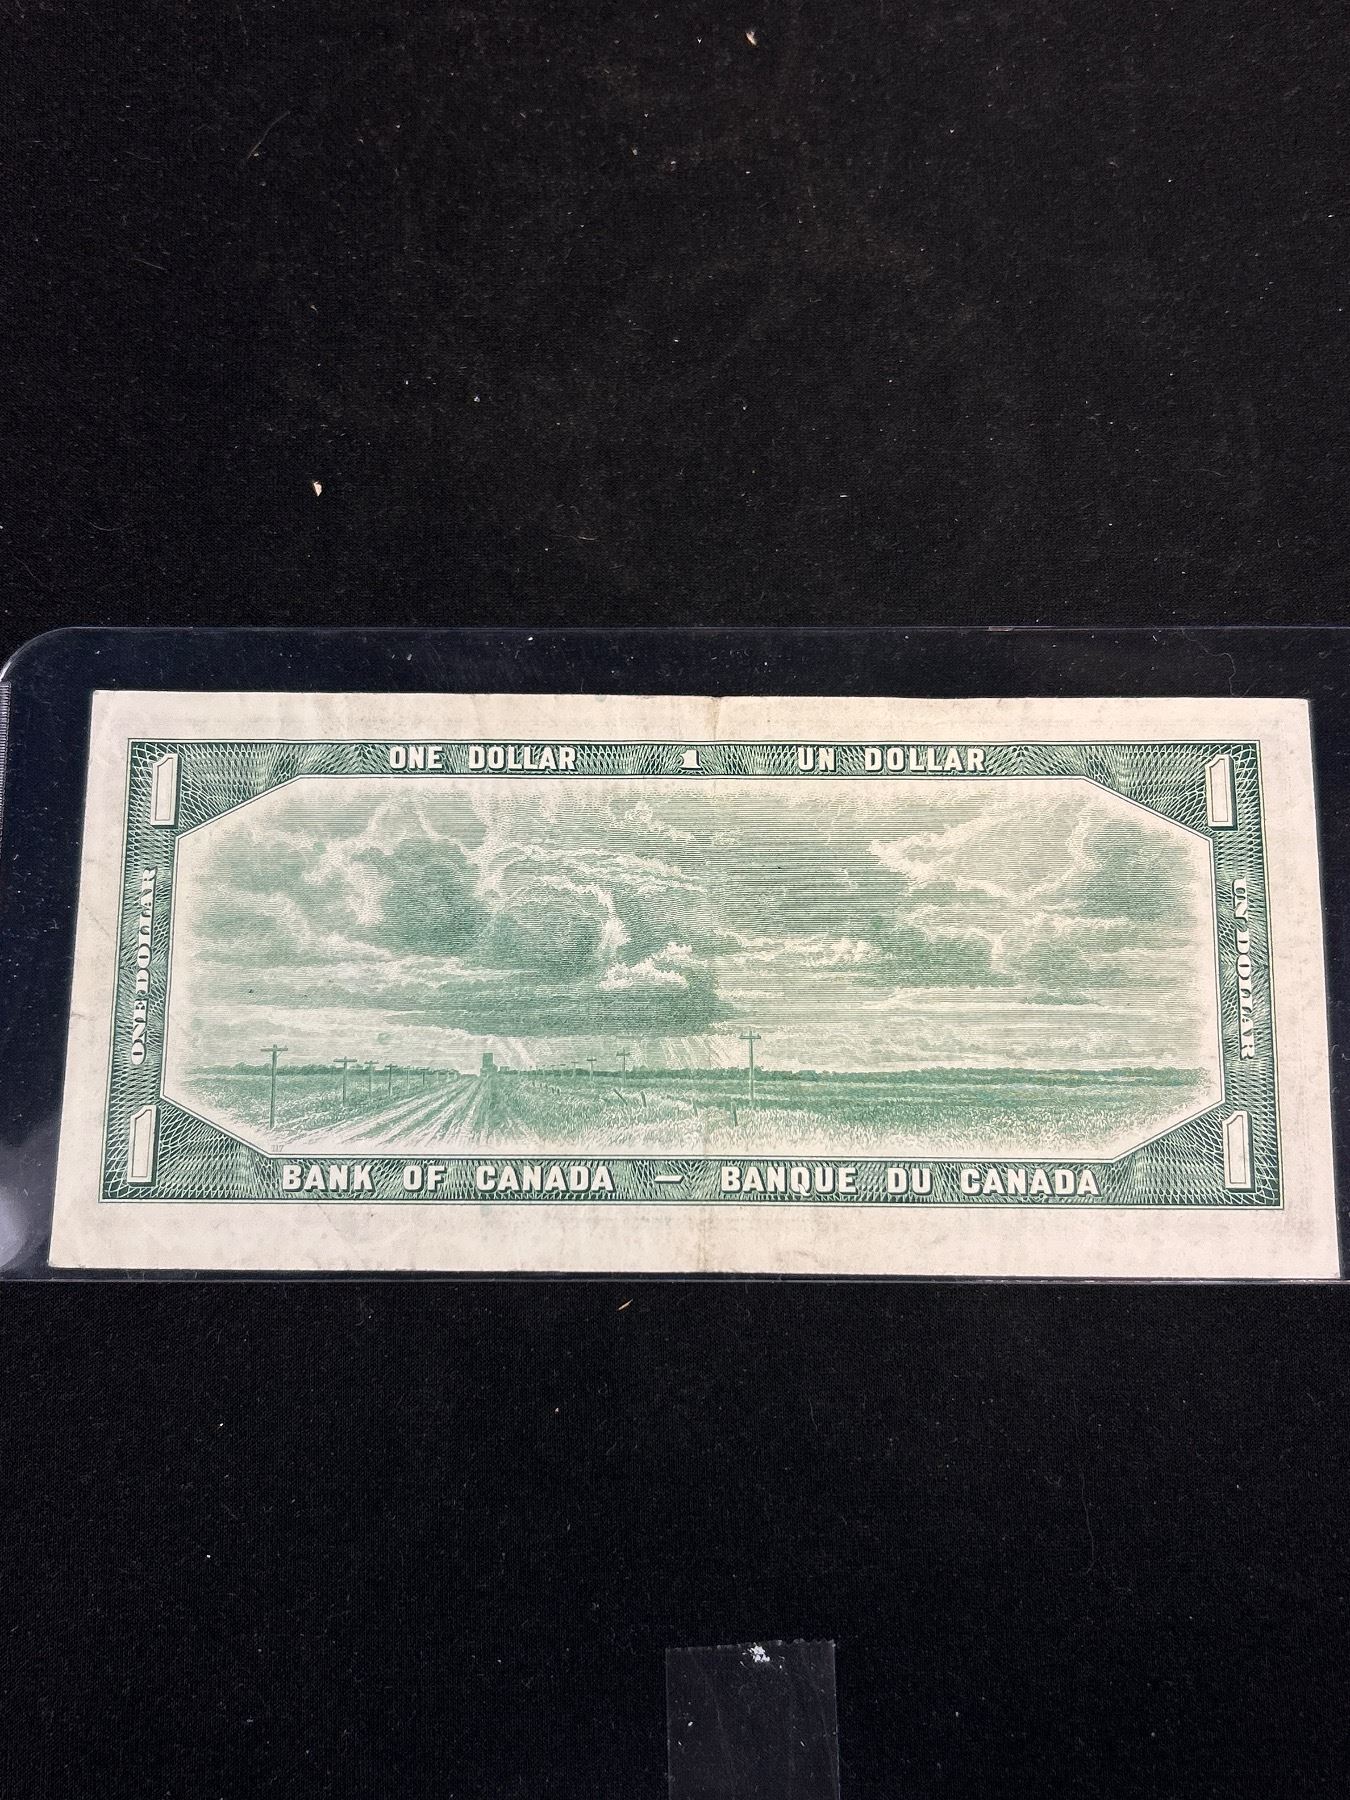 ONE DOLLAR 1 UN DOLLAR
1 1
ONE DOLLAR
UN DOLLAR
1 1
BANK OF CANADA — BANQUE DU CANADA